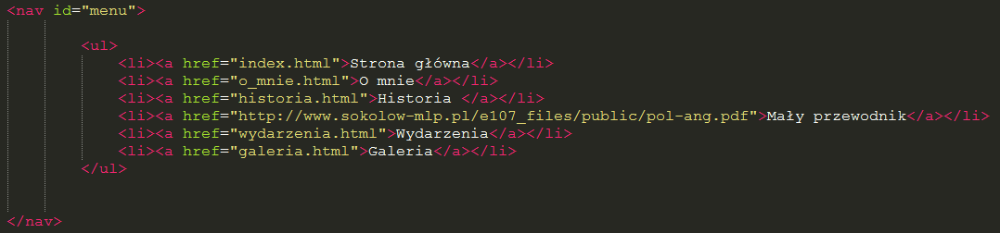 <nav id="menu">
<ul>
<li><a href="index.html">Strona główna</a></li>
<li><a href="o_mnie.html">O mnie</a></li>
<li><a href="historia.html">Historia </a></li>
<li><a href="http://www.sokolow-mlp.pl/e107_files/public/pol-ang.pdf">Mały przewodnik</a></li>
<li><a href="wydarzenia.html">Wydarzenia</a></li>
<li><a href="galeria.html">Galeria</a></li>
</ul>
</nav>